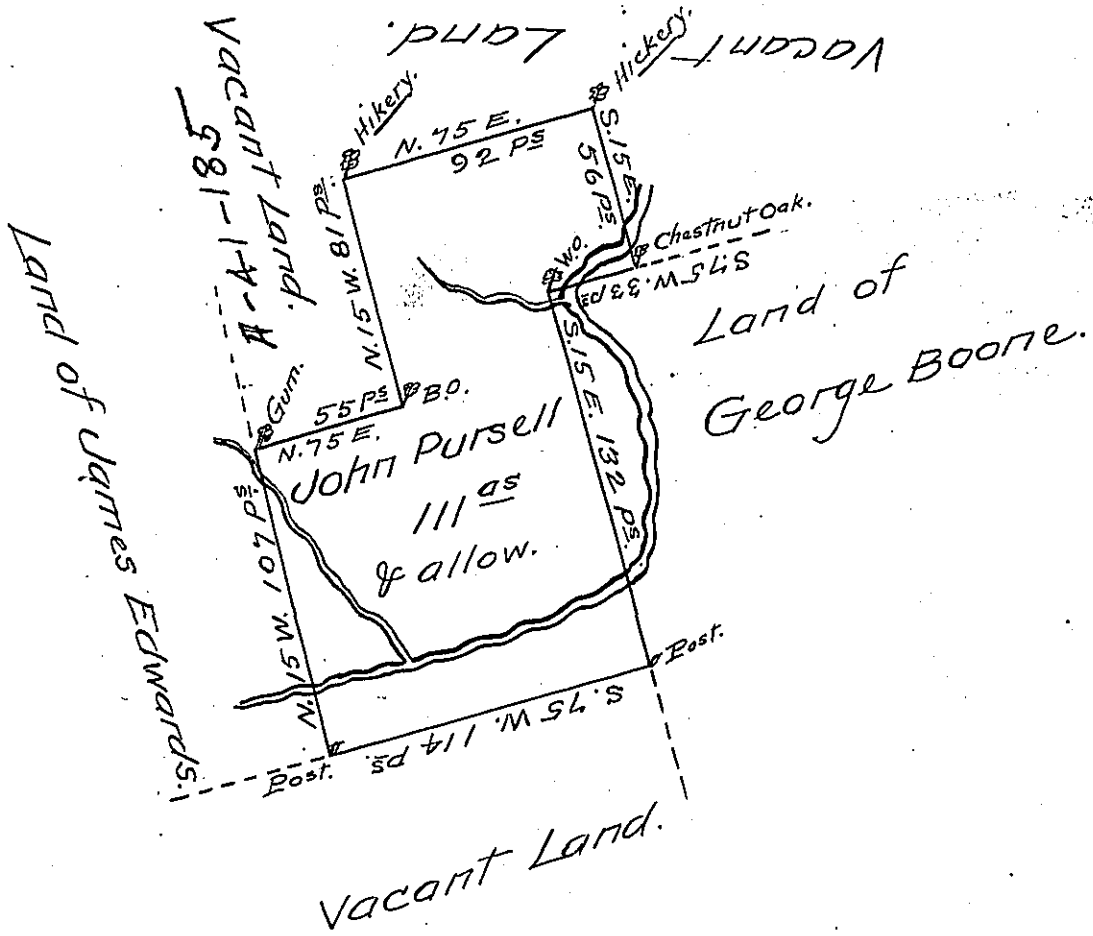 Vacant Land.
Vacant Land.
A-A-1-185
Land of James Edwards.
Hikery.
N. 75 E.
92 Ps
Hickery.
S. 15 E.
56 Ps.
Chestnut Oak.
S. 75 W. 33 ps
W.O.
Land of
George Boone.
N. 15 W. 81 Ps.
B.O.
55 Ps
N. 75 E.
Gum.
John Pursell
111 as
& allow.
S. 15 E. 132 Ps.
N. 15 W. 107 Ps.
Post.
S. 75 W. 114 Ps.
Post.
Vacant Land.